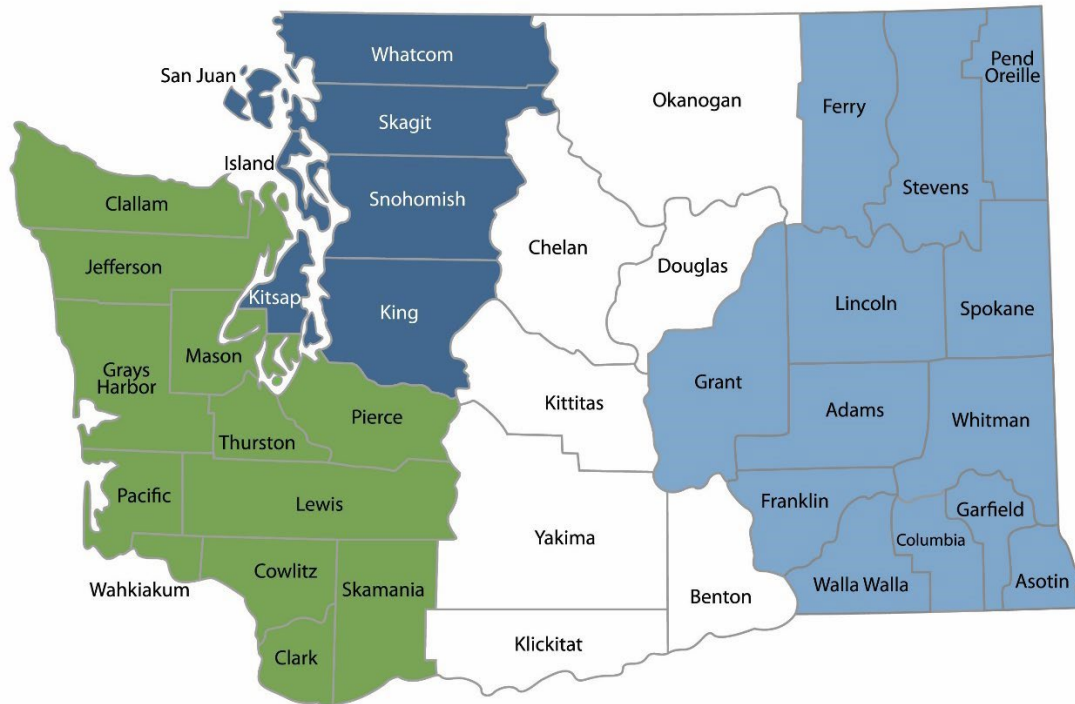 Whatcom
San Juan
Pend
Oreille
Okanogan
Ferry
Skagit
Island
Stevens
Snohomish
Clallam
Chelan
Douglas
Jefferson
Kitsap
Lincoln
Spokane
King
Mason
Grays
Harbor
Grant
Kittitas
Adams
Pierce
Whitman
Thurston
Pacific
Lewis
Franklin
Garfield
Yakima
Columbia
Cowlitz
Wahkiakum
Skamania
Walla Walla
Asotin
Benton
Klickitat
Clark